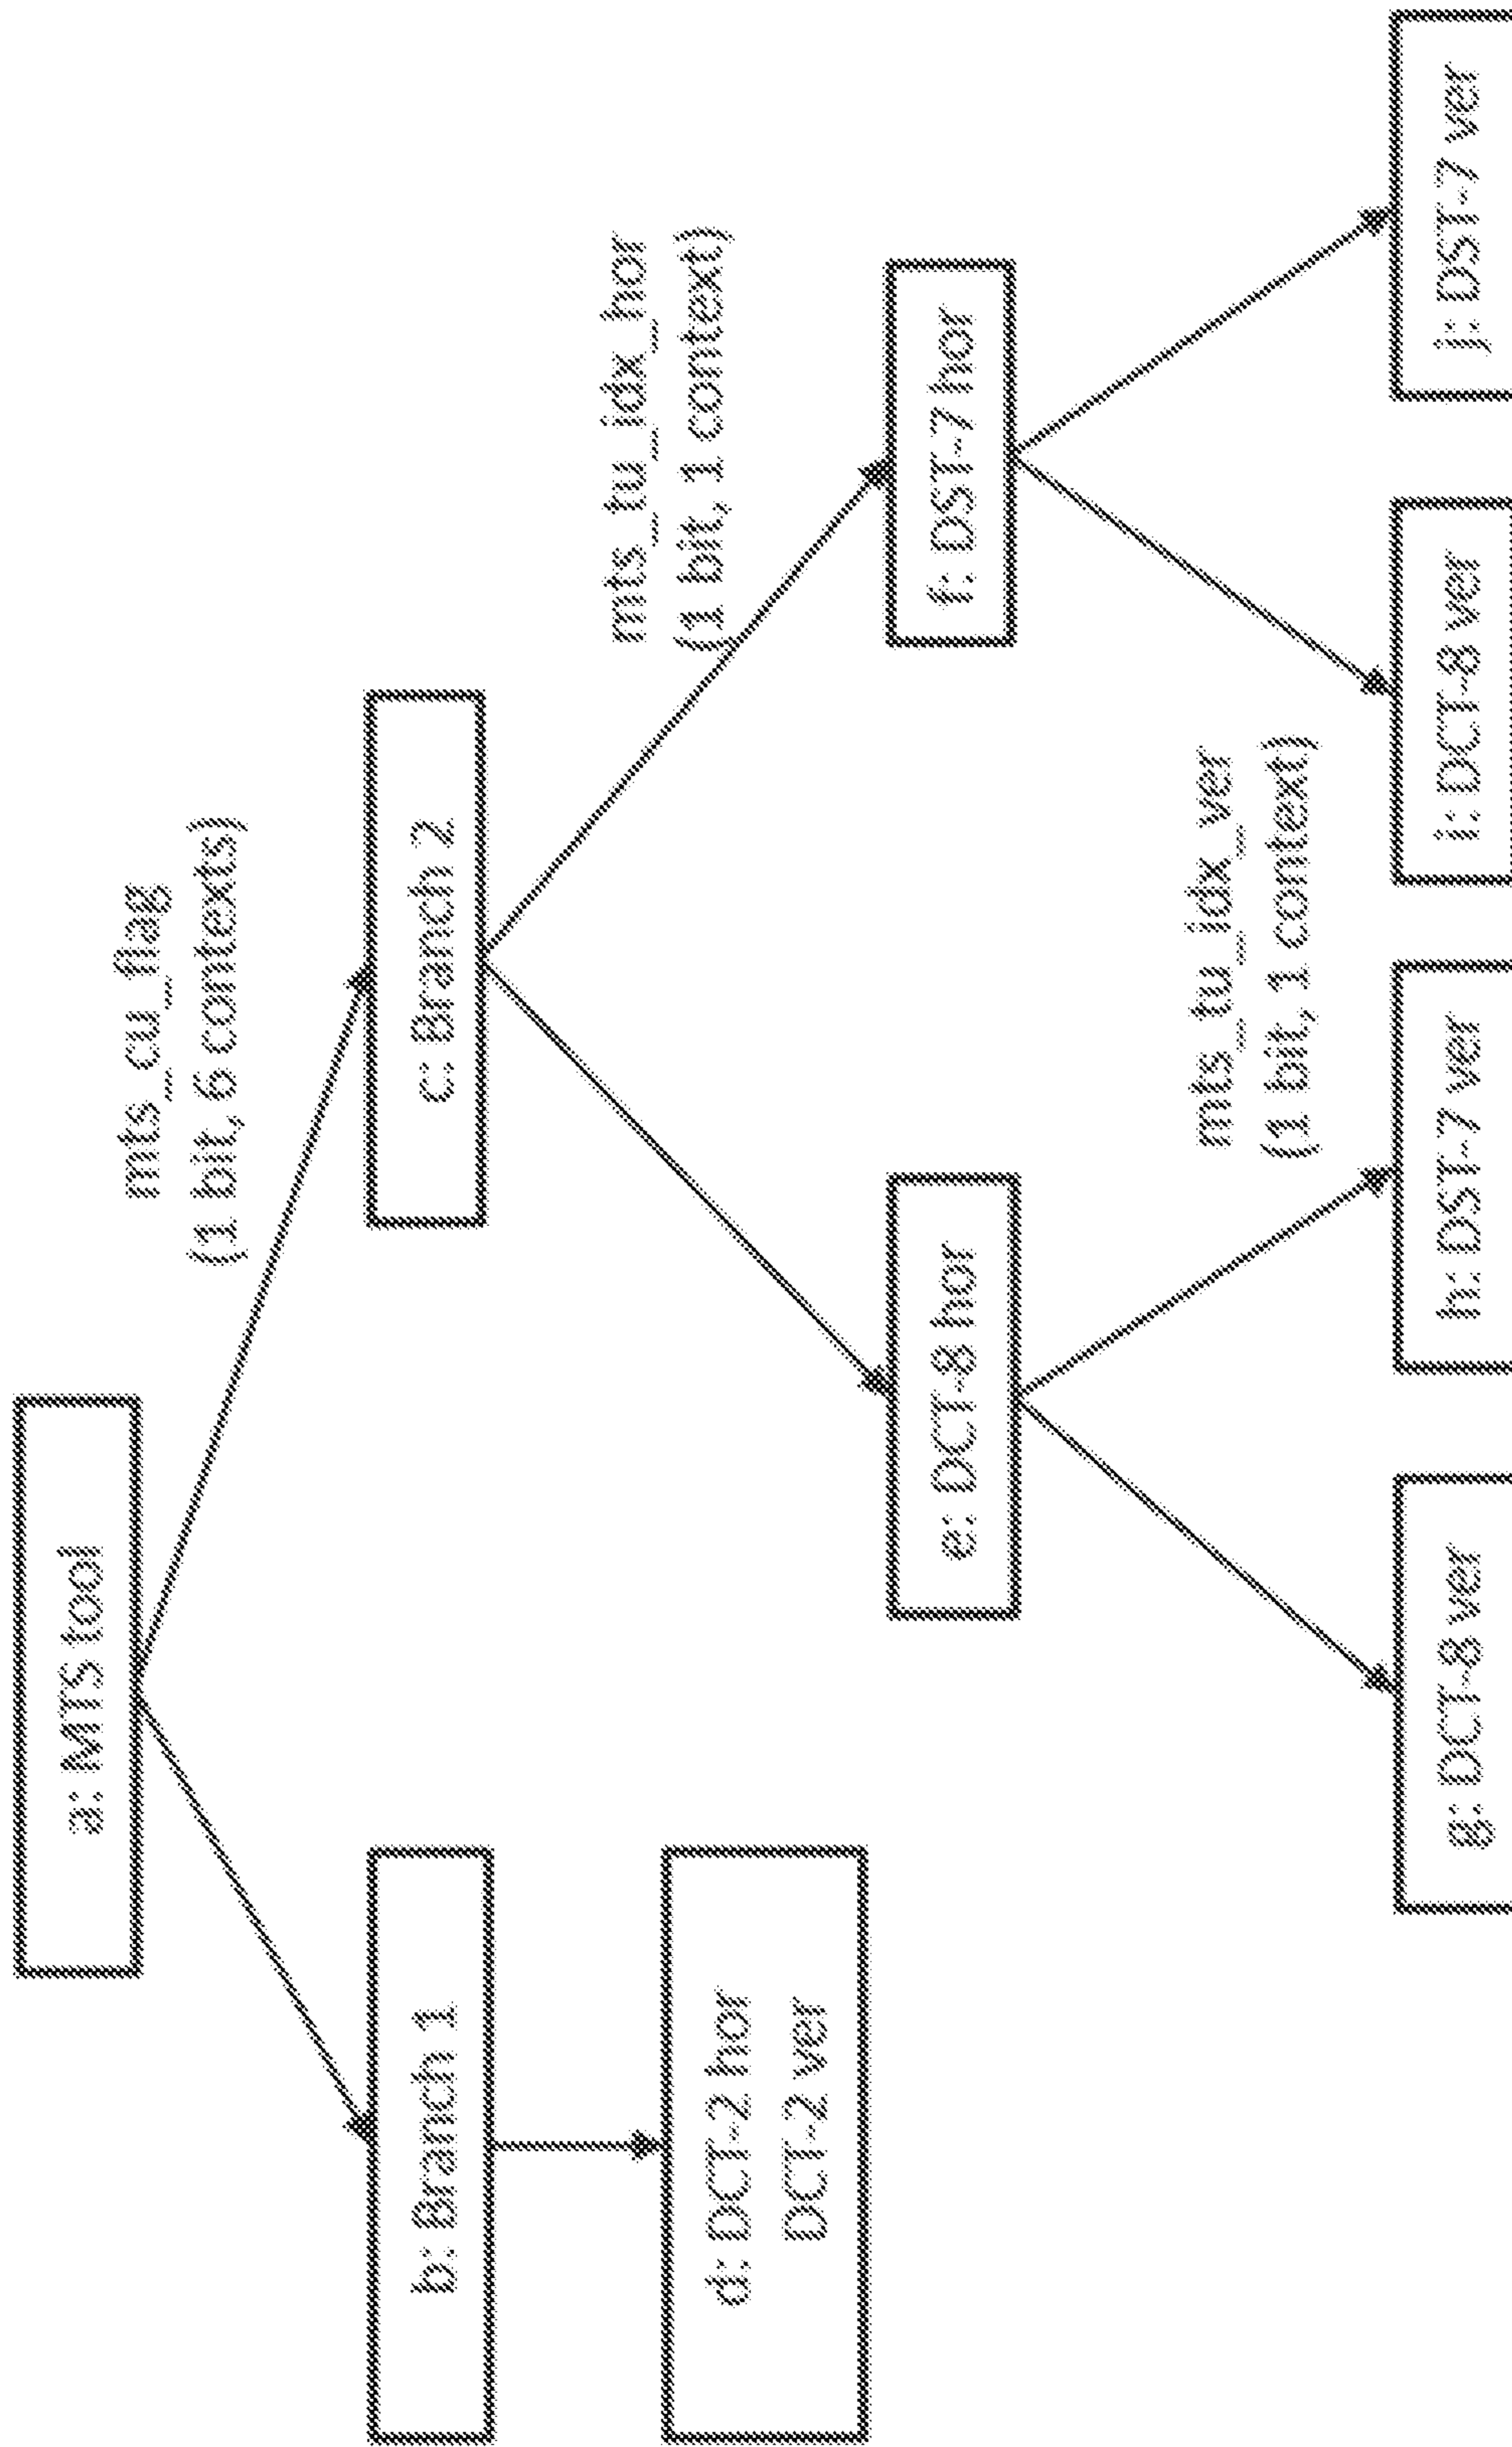 a: MTS tool
mts_cu_flag
(1 bit, 6 contexts)
b: Branch 1
c: Branch 2
mts_tu_idx_hor
(1 bit, 1 context)
d: DCT-2 hor
DCT-2 ver
e: DCT-8 hor
f: DST-7 hor
mts_tu_idx_ver
(1 bit, 1 context)
g: DCT-8 ver
h: DST-7 ver
i: DCT-8 ver
j: DST-7 ver